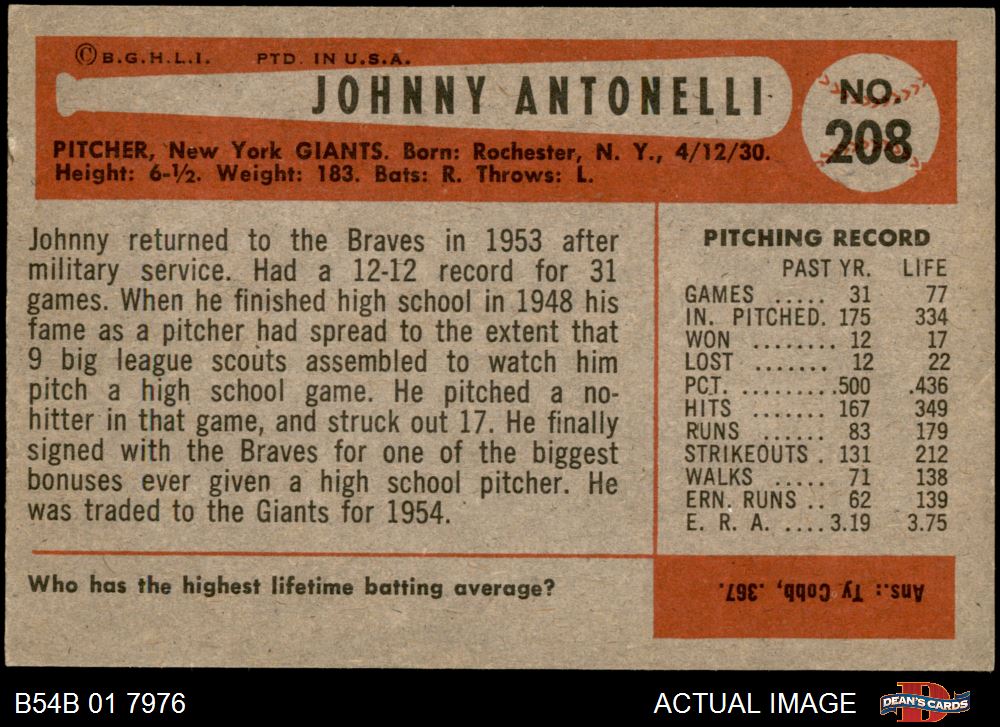 © B.G.H.L.I. PTD. IN U.S.A.
JOHNNY ANTONELLI
NO.
208
PITCHER, New York GIANTS. Born: Rochester, N. Y., 4/12/30.
Height: 6-½. Weight: 183. Bats: R. Throws: L.
Johnny returned to the Braves in 1953 after
military service. Had a 12-12 record for 31
games. When he finished high school in 1948 his
fame as a pitcher had spread to the extent that
9 big league scouts assembled to watch him
pitch a high school game. He pitched a no-
hitter in that game, and struck out 17. He finally
signed with the Braves for one of the biggest
bonuses ever given a high school pitcher. He
was traded to the Giants for 1954.
PITCHING RECORD
PAST YR. LIFE
GAMES ..... 31 77
IN. PITCHED. 175 334
WON ........ 12 17
LOST ....... 12 22
PCT. ........ .500 .436
HITS ....... 167 349
RUNS ...... 83 179
STRIKEOUTS . 131 212
WALKS ..... 71 138
ERN. RUNS .. 62 139
E. R. A. .... 3.19 3.75
Who has the highest lifetime batting average?
Ans.: Ty Cobb, .367.
B54B 01 7976
ACTUAL IMAGE
DEAN'S CARDS